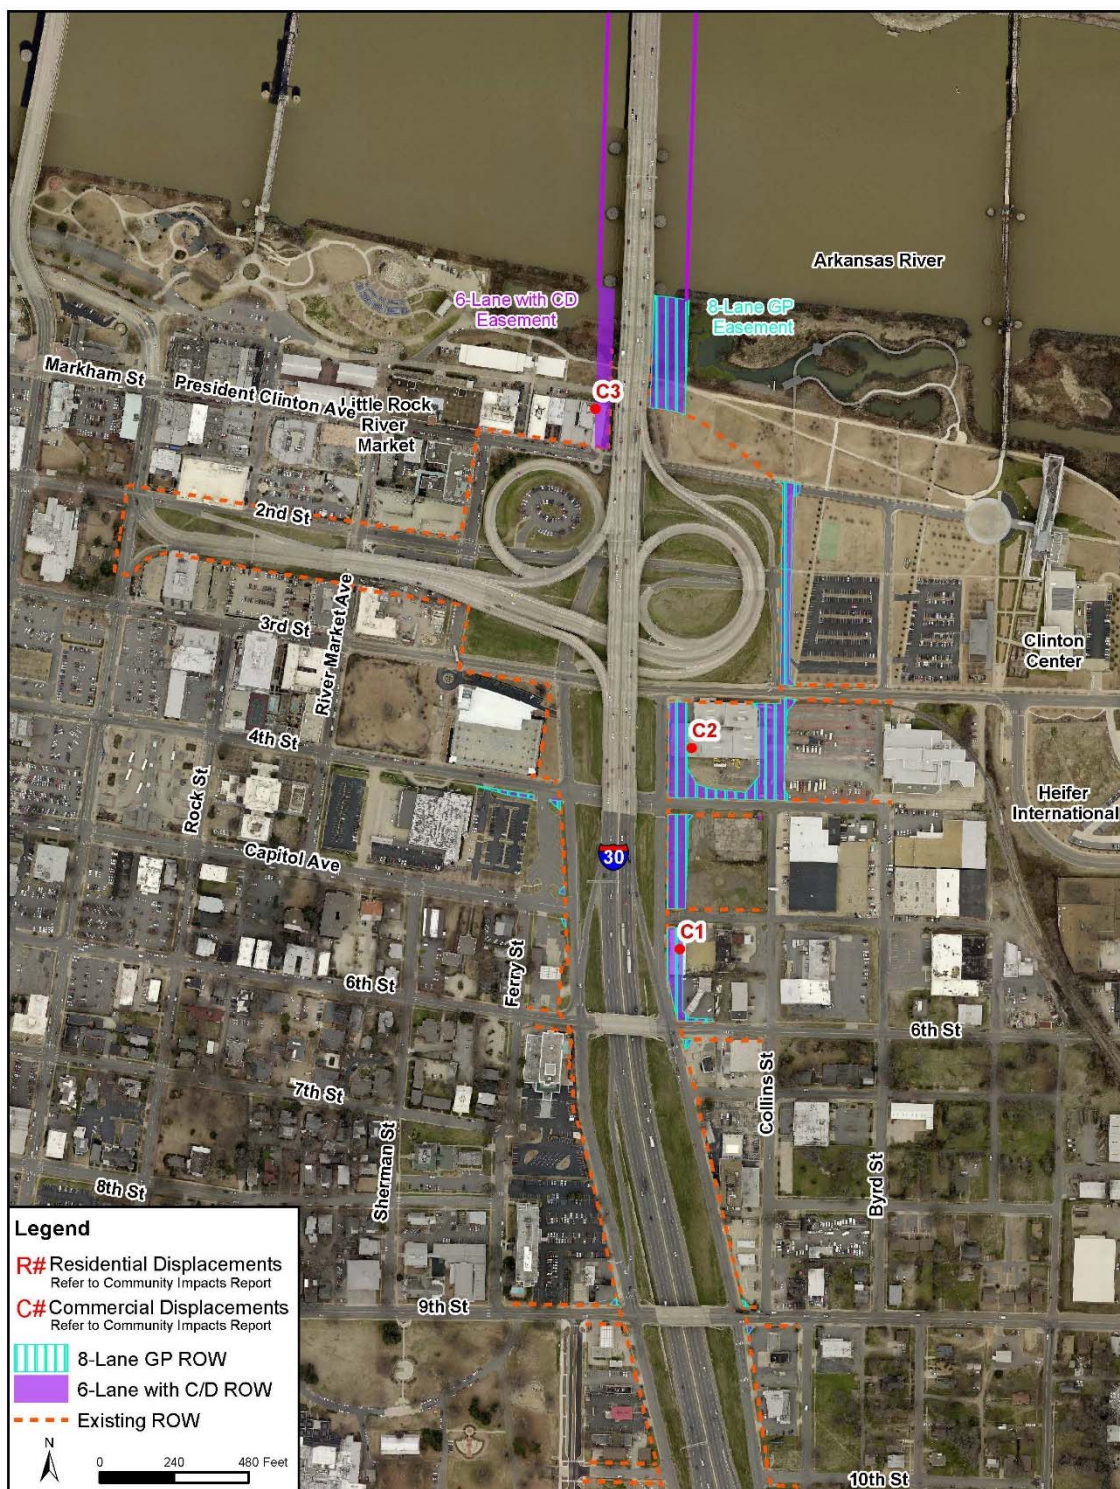 Arkansas River
6-Lane with CD
Easement
8-Lane GP
Easement
Markham St
President Clinton Ave
C3
Little Rock
River
Market
2nd St
3rd St
River Market Ave
Clinton
Center
4th St
C2
Rock St
Heifer
International
Capitol Ave
30
C1
6th St
Ferry St
6th St
7th St
Collins St
Sherman St
Byrd St
8th St
9th St
10th St
Legend
R# Residential Displacements
Refer to Community Impacts Report
C# Commercial Displacements
Refer to Community Impacts Report
8-Lane GP ROW
6-Lane with C/D ROW
Existing ROW
N
0 240 480 Feet